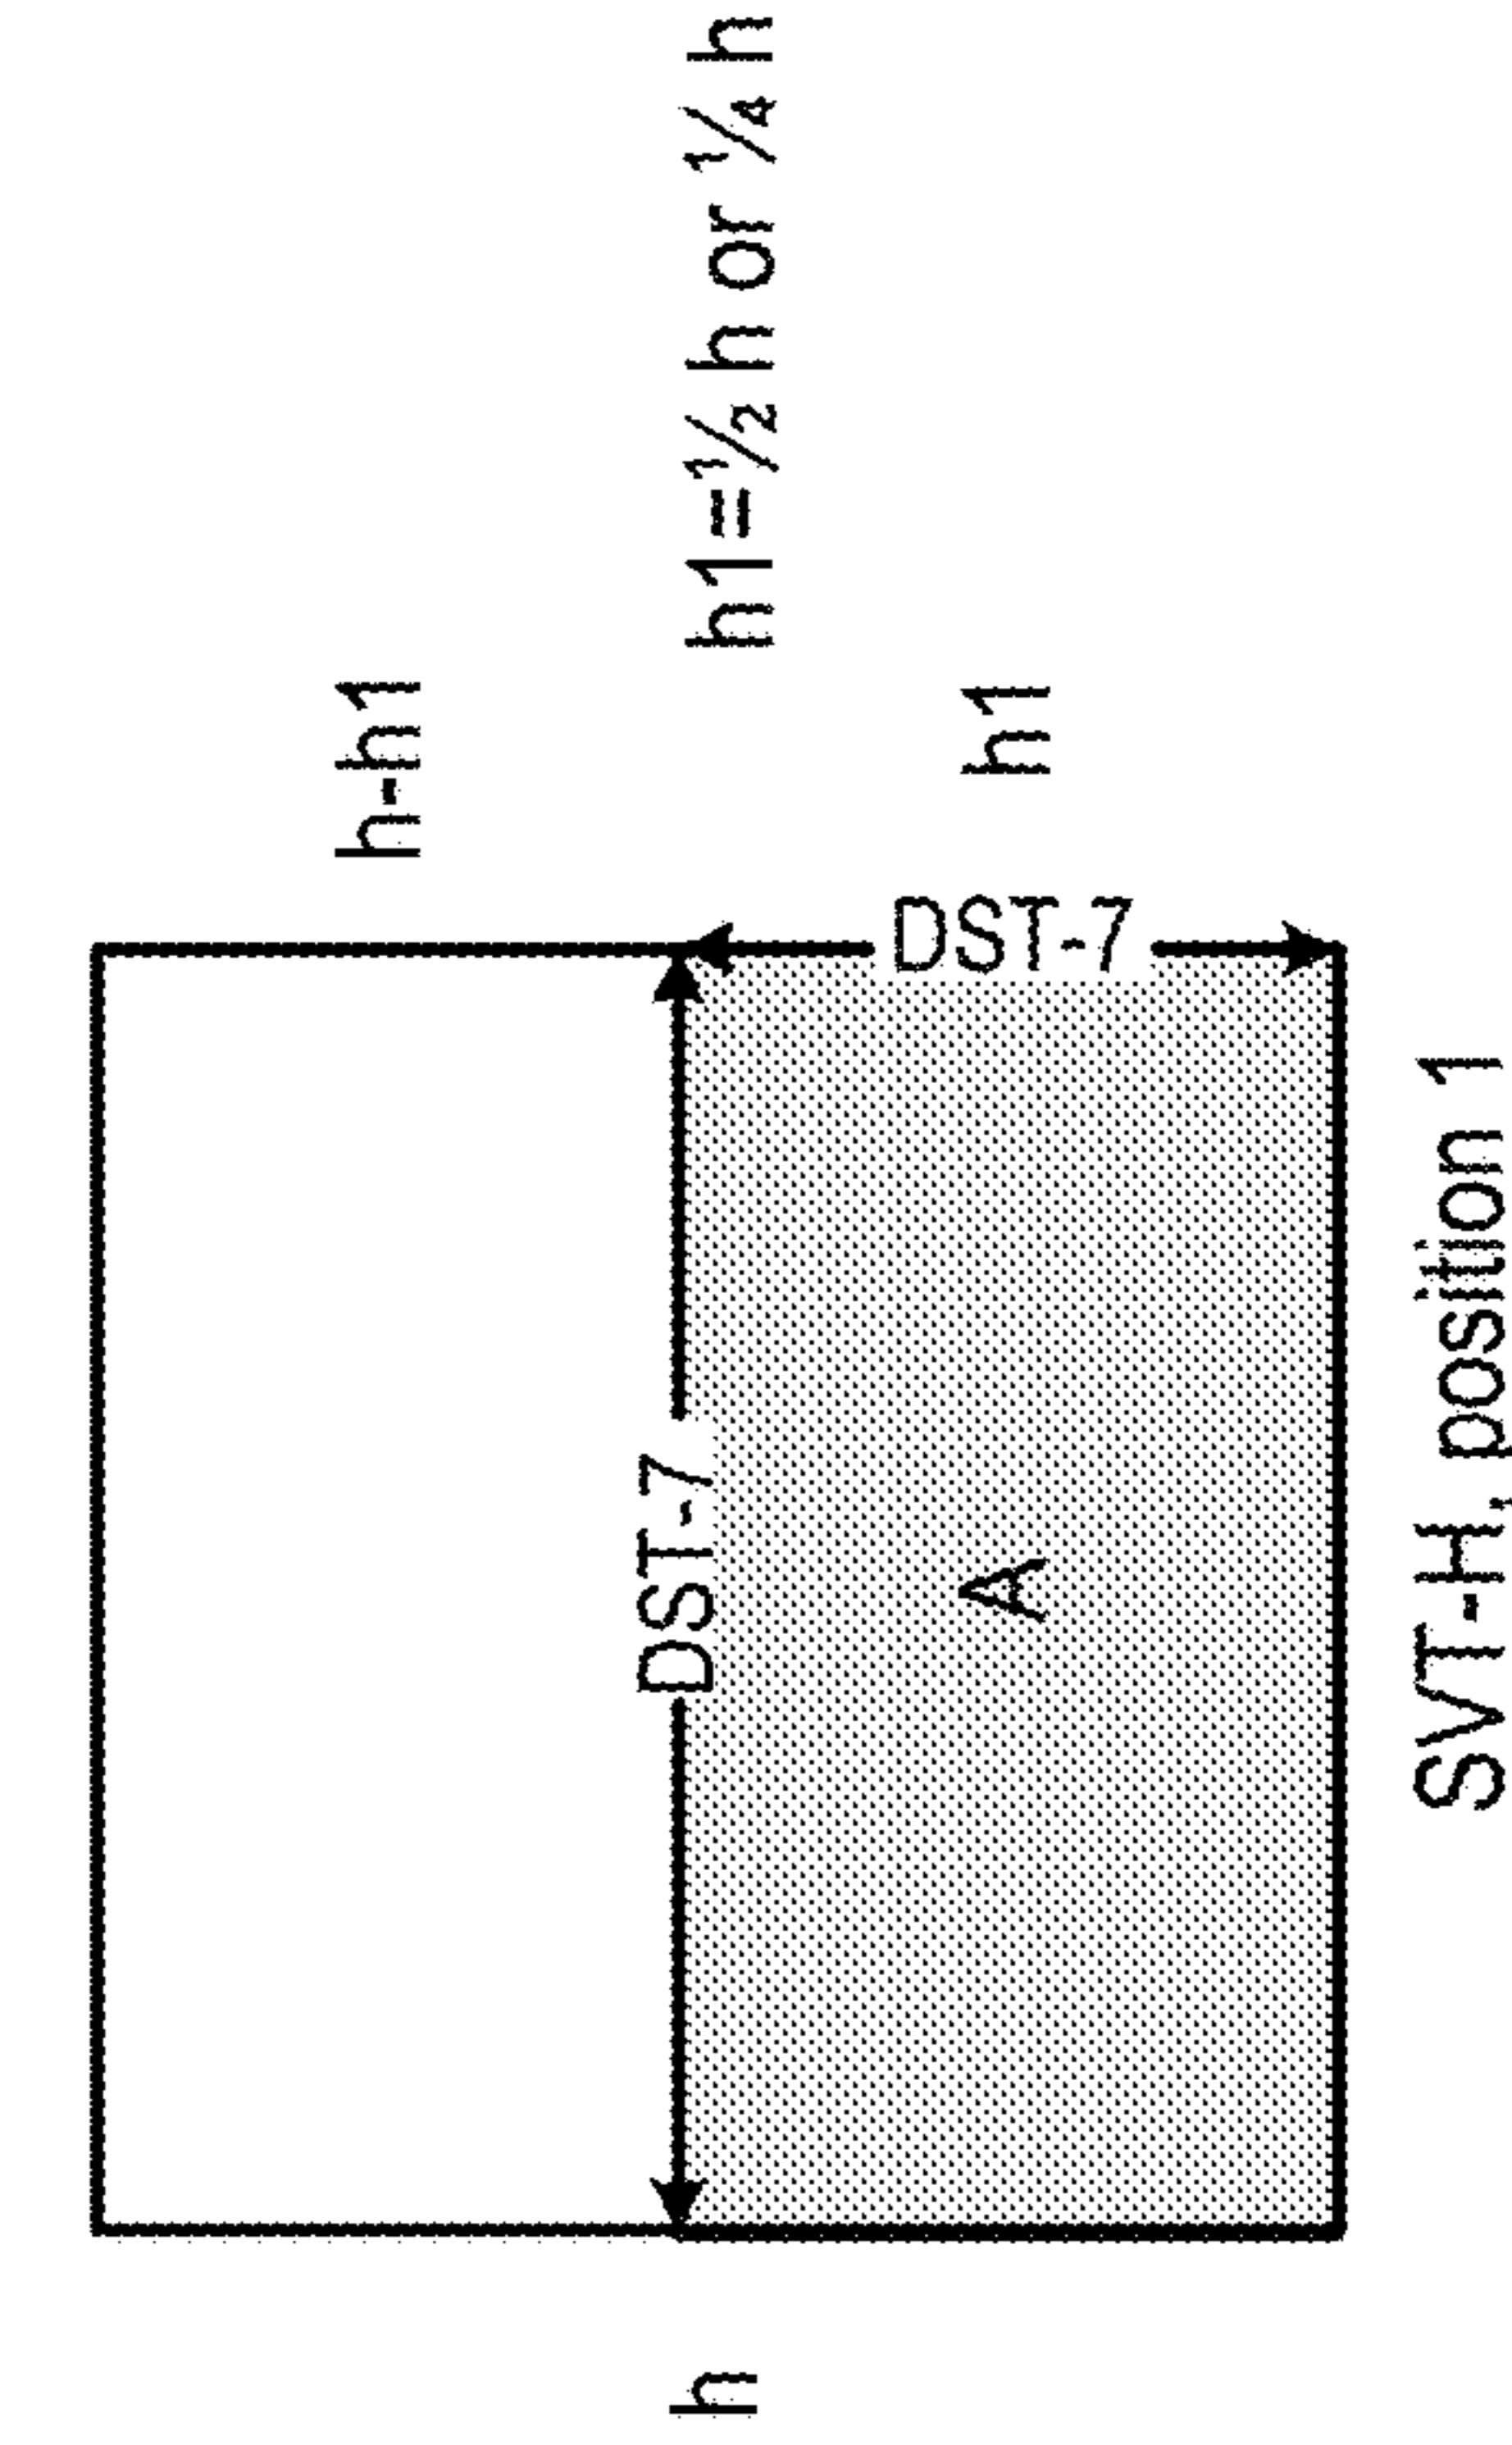 h-h1
h1=½ h or ¼ h
h1
DST-7
DST-7
A
h
SVT-H, position 1